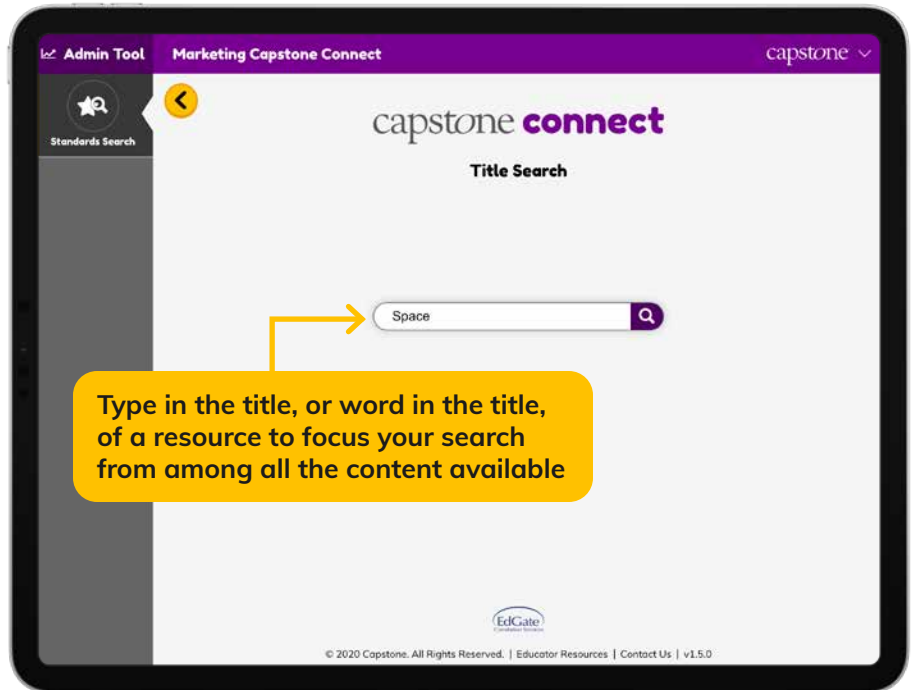 Admin Tool
Marketing Capstone Connect
capstone
Standards Search
capstone connect
Title Search
Space
Type in the title, or word in the title,
of a resource to focus your search
from among all the content available
EdGate
© 2020 Capstone. All Rights Reserved. | Educator Resources | Contact Us | v1.5.0